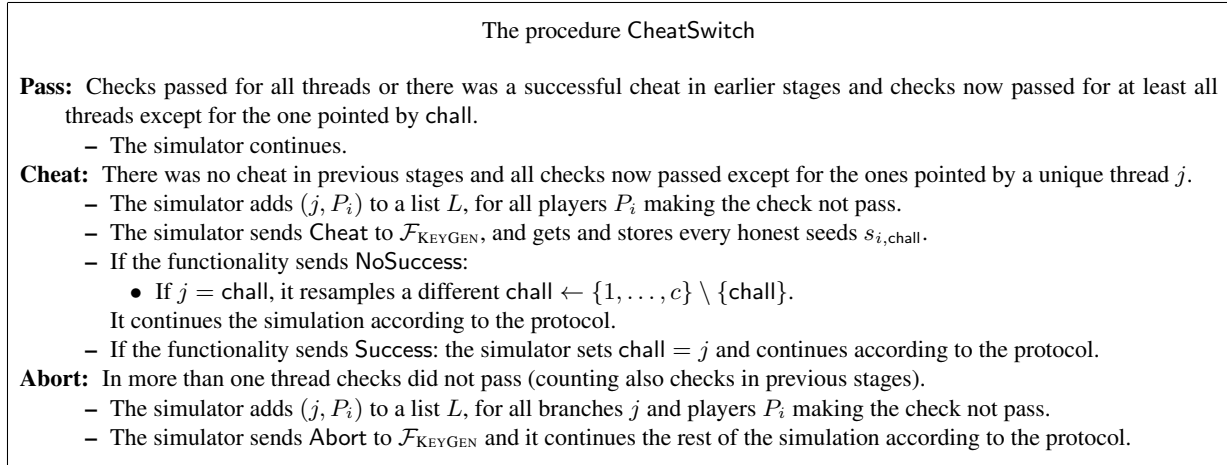 The procedure CheatSwitch
Pass: Checks passed for all threads or there was a successful cheat in earlier stages and checks now passed for at least all
threads except for the one pointed by chall.
– The simulator continues.
Cheat: There was no cheat in previous stages and all checks now passed except for the ones pointed by a unique thread j.
– The simulator adds (j, P_i) to a list L, for all players P_i making the check not pass.
– The simulator sends Cheat to F_KEYGEN, and gets and stores every honest seeds s_{i,chall}.
– If the functionality sends NoSuccess:
• If j = chall, it resamples a different chall ← {1, . . . , c} \ {chall}.
It continues the simulation according to the protocol.
– If the functionality sends Success: the simulator sets chall = j and continues according to the protocol.
Abort: In more than one thread checks did not pass (counting also checks in previous stages).
– The simulator adds (j, P_i) to a list L, for all branches j and players P_i making the check not pass.
– The simulator sends Abort to F_KEYGEN and it continues the rest of the simulation according to the protocol.